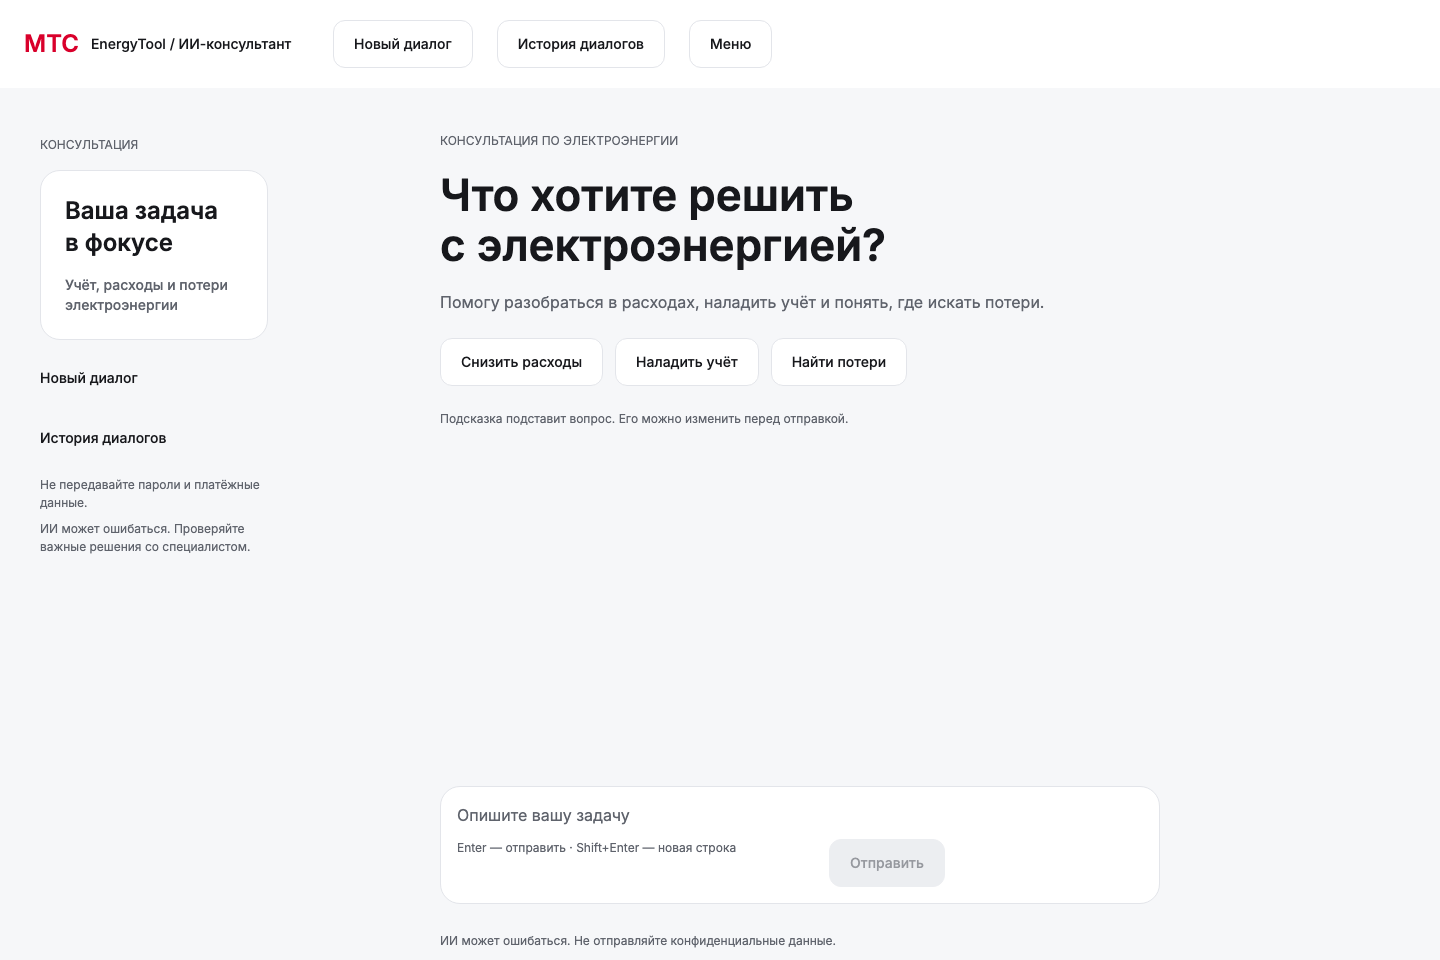 МТС EnergyTool / ИИ-консультант Новый диалог История диалогов Меню
КОНСУЛЬТАЦИЯ
Ваша задача
в фокусе
Учёт, расходы и потери
электроэнергии
Новый диалог
История диалогов
Не передавайте пароли и платёжные
данные.
ИИ может ошибаться. Проверяйте
важные решения со специалистом.
КОНСУЛЬТАЦИЯ ПО ЭЛЕКТРОЭНЕРГИИ
Что хотите решить
с электроэнергией?
Помогу разобраться в расходах, наладить учёт и понять, где искать потери.
Снизить расходы Наладить учёт Найти потери
Подсказка подставит вопрос. Его можно изменить перед отправкой.
Опишите вашу задачу
Enter — отправить · Shift+Enter — новая строка
Отправить
ИИ может ошибаться. Не отправляйте конфиденциальные данные.